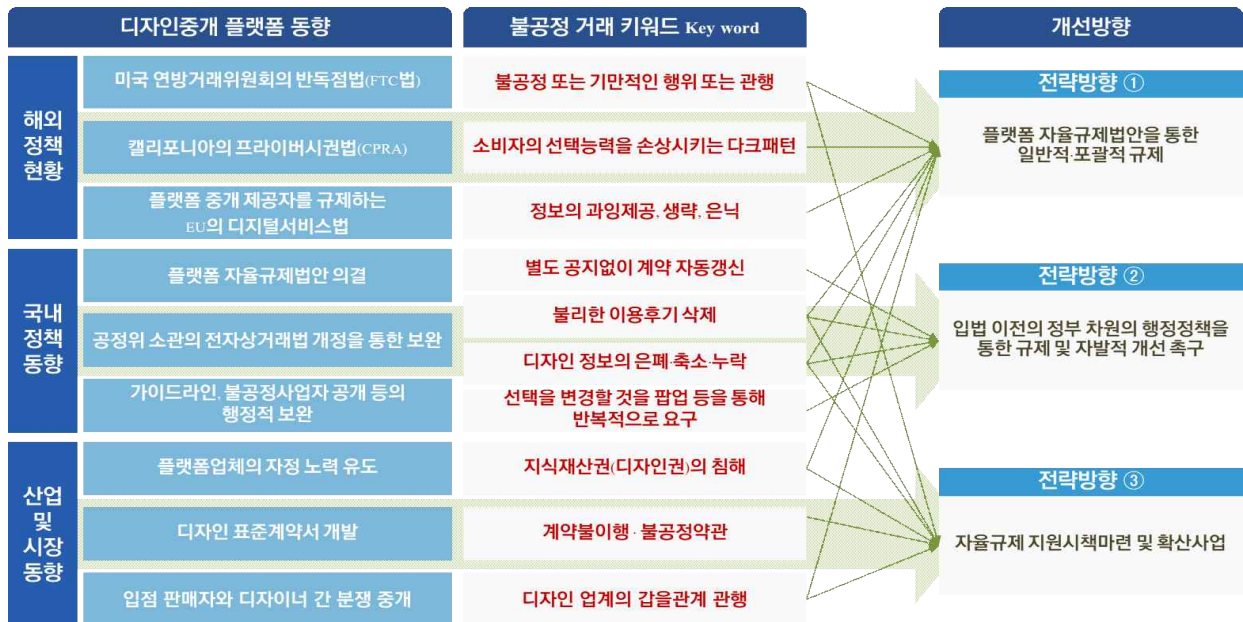 디자인중개 플랫폼 동향
불공정 거래 키워드 Key word
개선방향
해외
정책
현황
미국 연방거래위원회의 반독점법(FTC법)
캘리포니아의 프라이버시권법(CPRA)
플랫폼 중개 제공자를 규제하는
EU의 디지털서비스법
불공정 또는 기만적인 행위 또는 관행
소비자의 선택능력을 손상시키는 다크패턴
정보의 과잉제공, 생략, 은닉
전략방향 ①
플랫폼 자율규제법안을 통한
일반적·포괄적 규제
국내
정책
동향
플랫폼 자율규제법안 의결
공정위 소관의 전자상거래법 개정을 통한 보완
가이드라인, 불공정사업자 공개 등의
행정적 보완
별도 공지없이 계약 자동갱신
불리한 이용후기 삭제
디자인 정보의 은폐·축소·누락
선택을 변경할 것을 팝업 등을 통해
반복적으로 요구
전략방향 ②
입법 이전의 정부 차원의 행정정책을
통한 규제 및 자발적 개선 촉구
산업
및
시장
동향
플랫폼업체의 자정 노력 유도
디자인 표준계약서 개발
입점 판매자와 디자이너 간 분쟁 중개
지식재산권(디자인권)의 침해
계약불이행 · 불공정약관
디자인 업계의 갑을관계 관행
전략방향 ③
자율규제 지원시책마련 및 확산사업